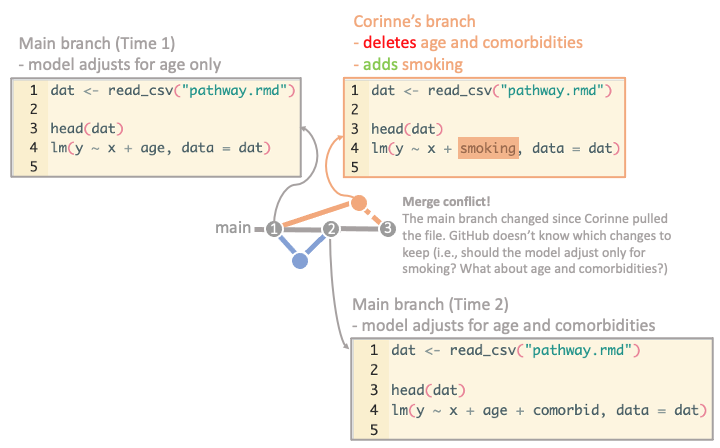 Main branch (Time 1)
- model adjusts for age only
1 dat <- read_csv("pathway.rmd")
2
3 head(dat)
4 lm(y ~ x + age, data = dat)
5
Corinne's branch
- deletes age and comorbidities
- adds smoking
1 dat <- read_csv("pathway.rmd")
2
3 head(dat)
4 lm(y ~ x + smoking, data = dat)
5
main 1 2 3
Merge conflict!
The main branch changed since Corinne pulled
the file. GitHub doesn't know which changes to
keep (i.e., should the model adjust only for
smoking? What about age and comorbidities?)
Main branch (Time 2)
- model adjusts for age and comorbidities
1 dat <- read_csv("pathway.rmd")
2
3 head(dat)
4 lm(y ~ x + age + comorbid, data = dat)
5